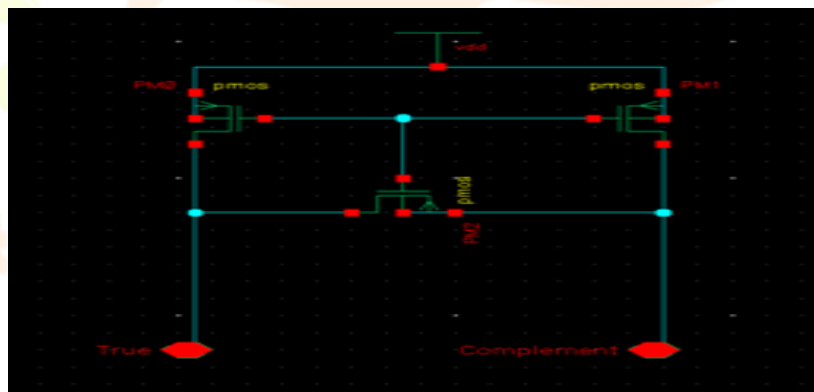 vdd
PM0 pmos
pmos PM1
pmos
PM2
True
Complement